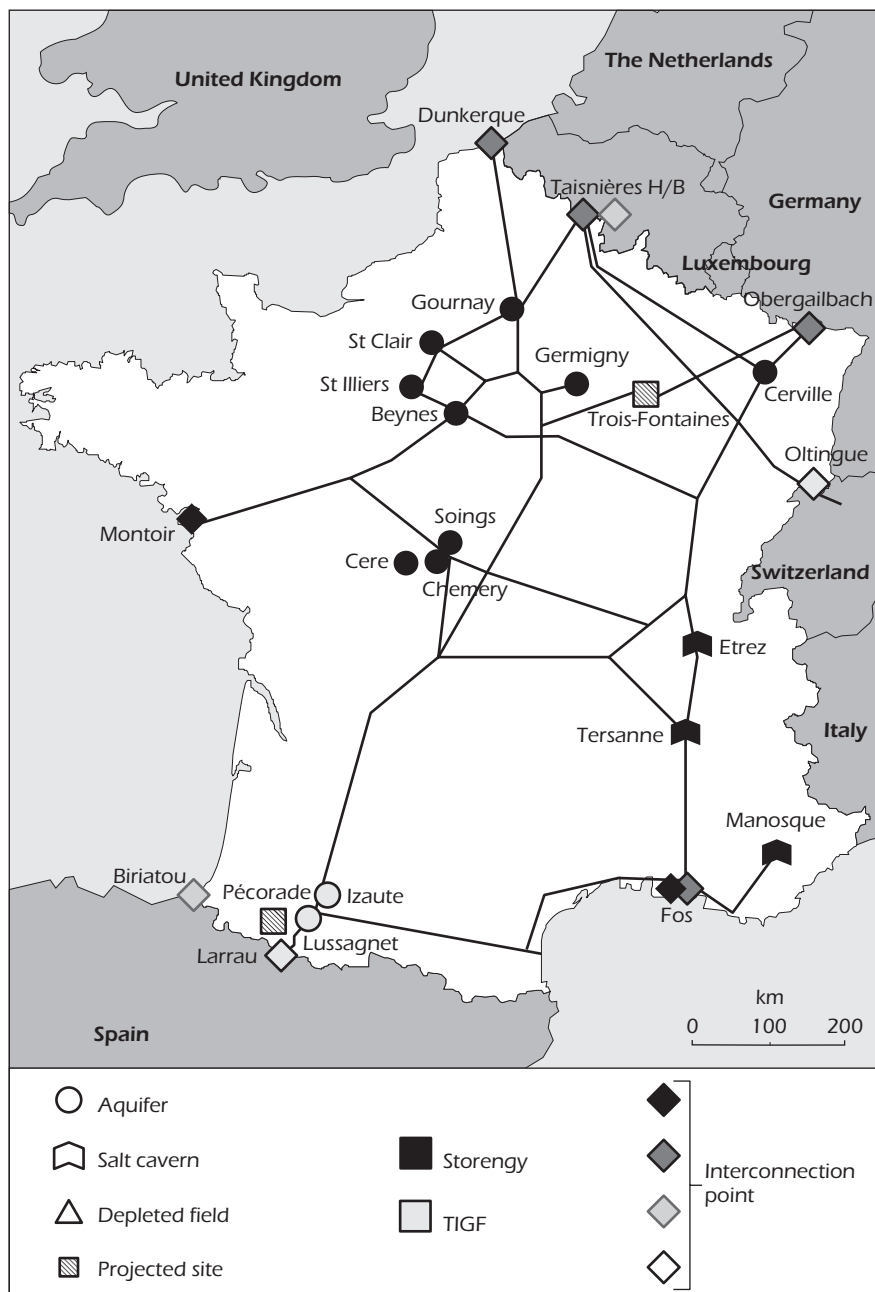 The Netherlands
United Kingdom
Dunkerque
Taisnières H/B
Germany
Luxembourg
Obergailbach
Gournay
St Clair
Germigny
St Illiers
Beynes
Trois-Fontaines
Cerville
Oltingue
Soings
Montoir
Cere
Chemery
Switzerland
Etrez
Tersanne
Italy
Manosque
Biriatou
Pécorade
Izaute
Fos
Lussagnet
Larrau
km
0 100 200
Spain
Aquifer
Salt cavern
Storengy
Interconnection
point
Depleted field
TIGF
Projected site